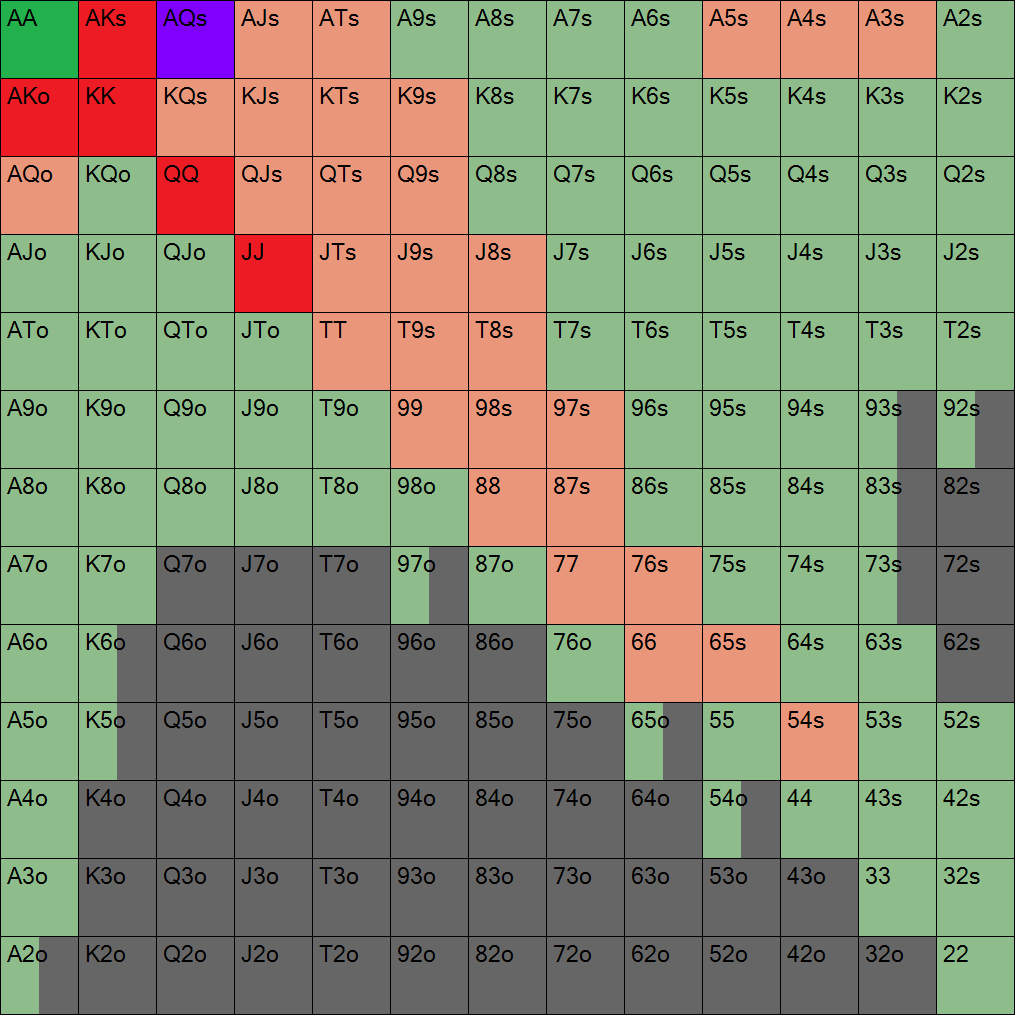 AA AKs AQs AJs ATs A9s A8s A7s A6s A5s A4s A3s A2s
AKo KK KQs KJs KTs K9s K8s K7s K6s K5s K4s K3s K2s
AQo KQo QQ QJs QTs Q9s Q8s Q7s Q6s Q5s Q4s Q3s Q2s
AJo KJo QJo JJ JTs J9s J8s J7s J6s J5s J4s J3s J2s
ATo KTo QTo JTo TT T9s T8s T7s T6s T5s T4s T3s T2s
A9o K9o Q9o J9o T9o 99 98s 97s 96s 95s 94s 93s 92s
A8o K8o Q8o J8o T8o 98o 88 87s 86s 85s 84s 83s 82s
A7o K7o Q7o J7o T7o 97o 87o 77 76s 75s 74s 73s 72s
A6o K6o Q6o J6o T6o 96o 86o 76o 66 65s 64s 63s 62s
A5o K5o Q5o J5o T5o 95o 85o 75o 65o 55 54s 53s 52s
A4o K4o Q4o J4o T4o 94o 84o 74o 64o 54o 44 43s 42s
A3o K3o Q3o J3o T3o 93o 83o 73o 63o 53o 43o 33 32s
A2o K2o Q2o J2o T2o 92o 82o 72o 62o 52o 42o 32o 22